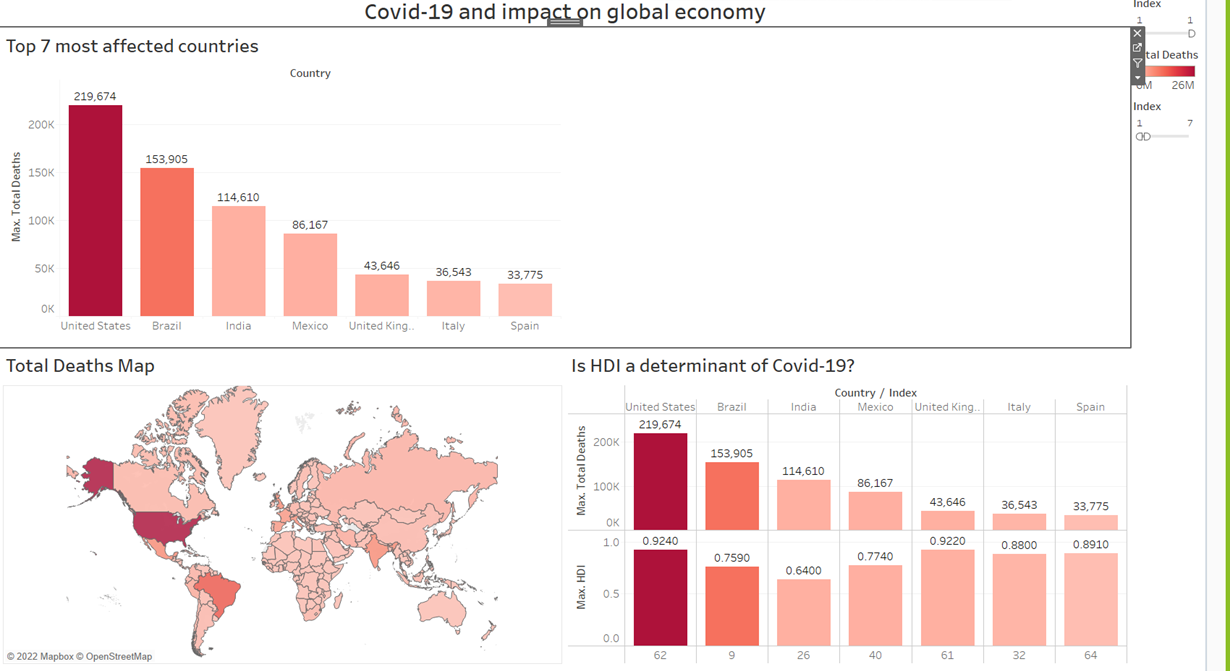 Covid-19 and impact on global economy
Index
1 1
tal Deaths
0M 26M
Index
1 7
Top 7 most affected countries
Country
Max. Total Deaths
200K
150K
100K
50K
0K
219,674
153,905
114,610
86,167
43,646
36,543
33,775
United States Brazil India Mexico United King.. Italy Spain
Total Deaths Map
© 2022 Mapbox © OpenStreetMap
Is HDI a determinant of Covid-19?
Country / Index
United States Brazil India Mexico United King.. Italy Spain
Max. Total Deaths
200K
100K
0K
219,674
153,905
114,610
86,167
43,646
36,543
33,775
Max. HDI
1.0
0.5
0.0
0.9240
0.7590
0.6400
0.7740
0.9220
0.8800
0.8910
62 9 26 40 61 32 64